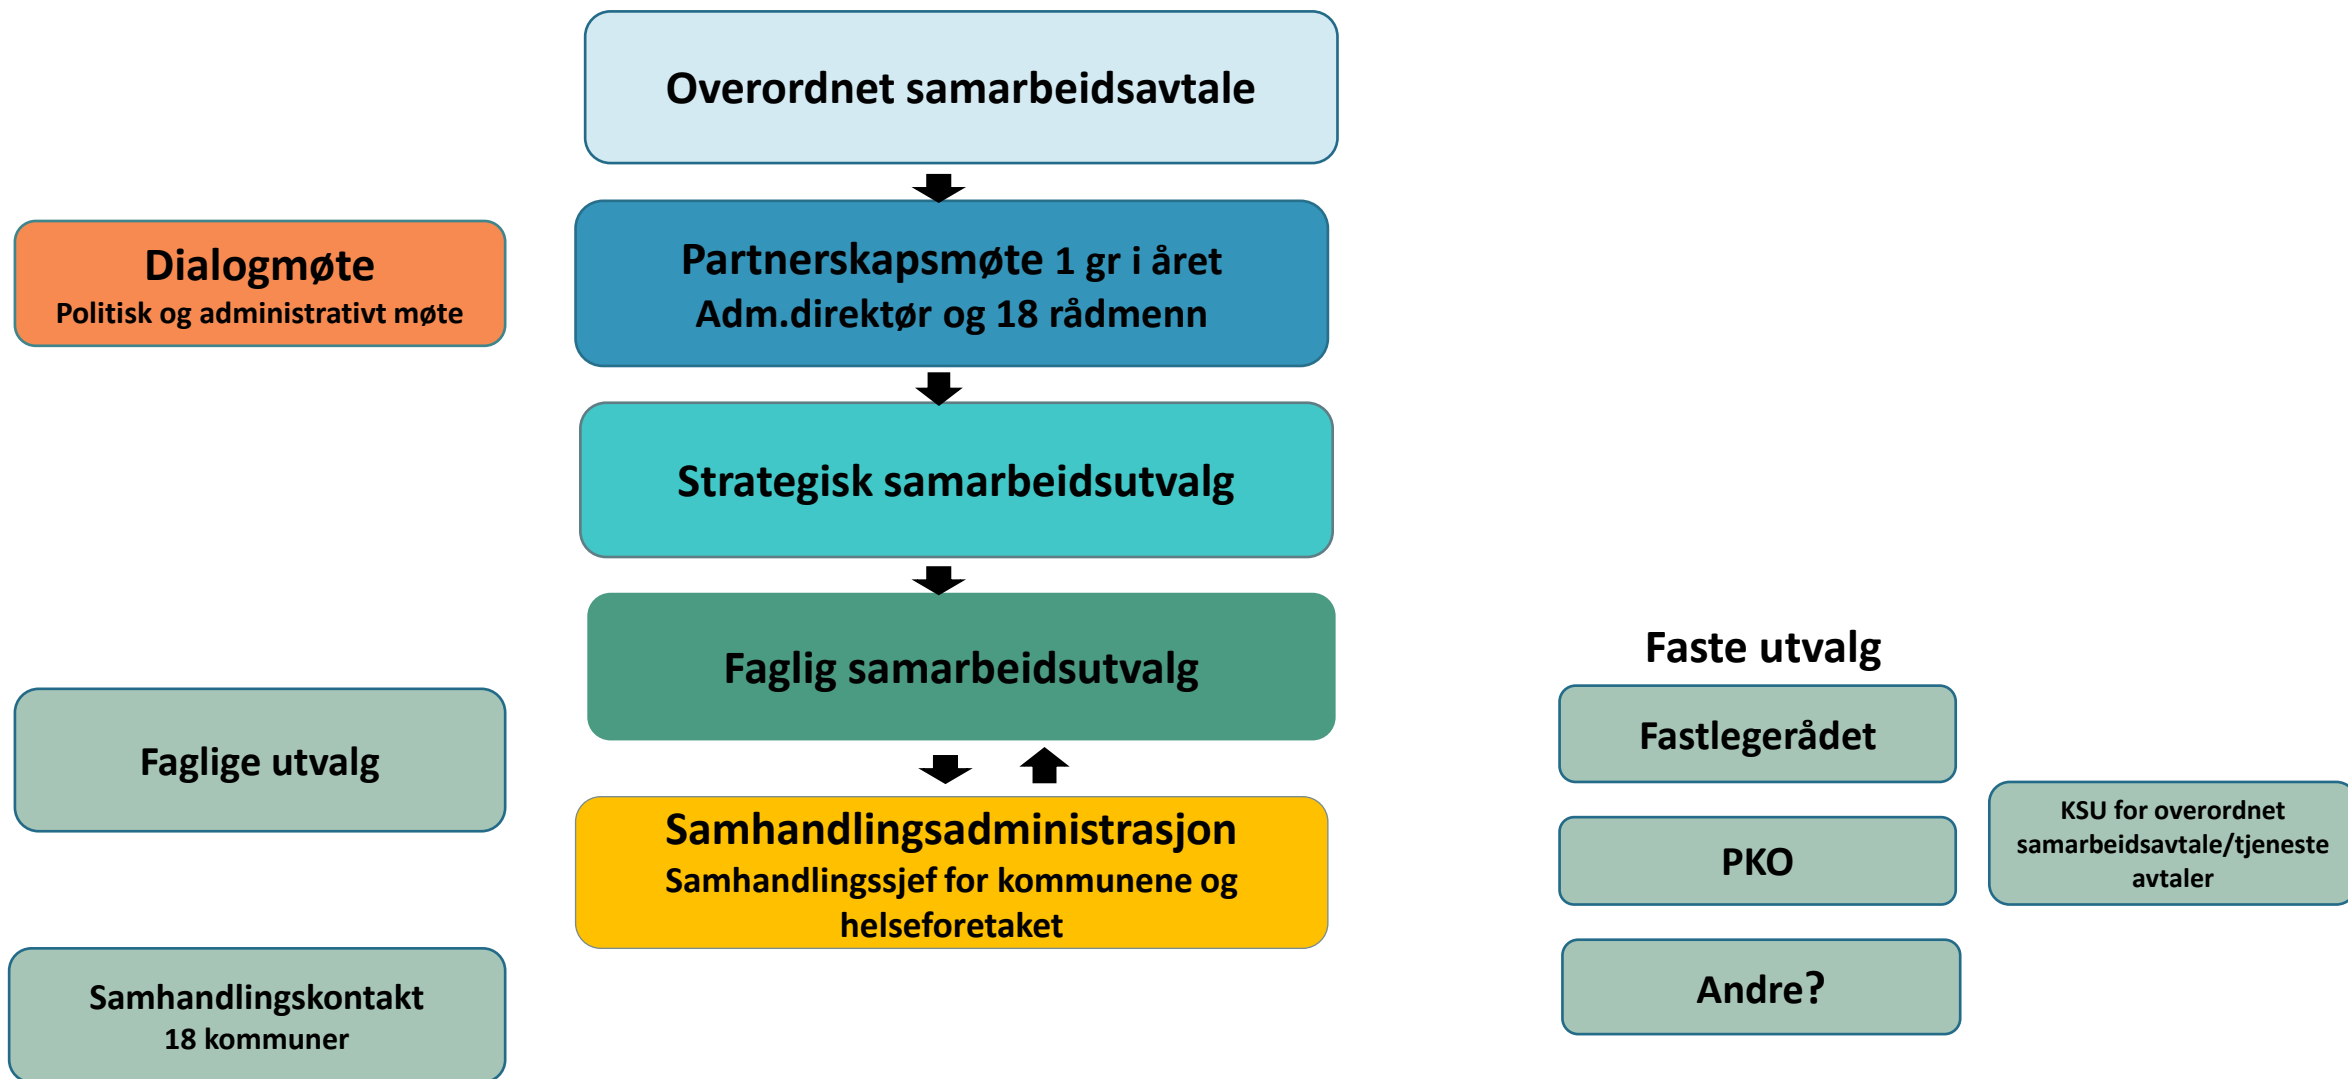 Overordnet samarbeidsavtale
Dialogmøte
Politisk og administrativt møte
Partnerskapsmøte 1 gr i året
Adm.direktør og 18 rådmenn
Strategisk samarbeidsutvalg
Faglig samarbeidsutvalg
Faglige utvalg
Samhandlingsadministrasjon
Samhandlingssjef for kommunene og
helseforetaket
Samhandlingskontakt
18 kommuner
Faste utvalg
Fastlegerådet
PKO
KSU for overordnet
samarbeidsavtale/tjeneste
avtaler
Andre?